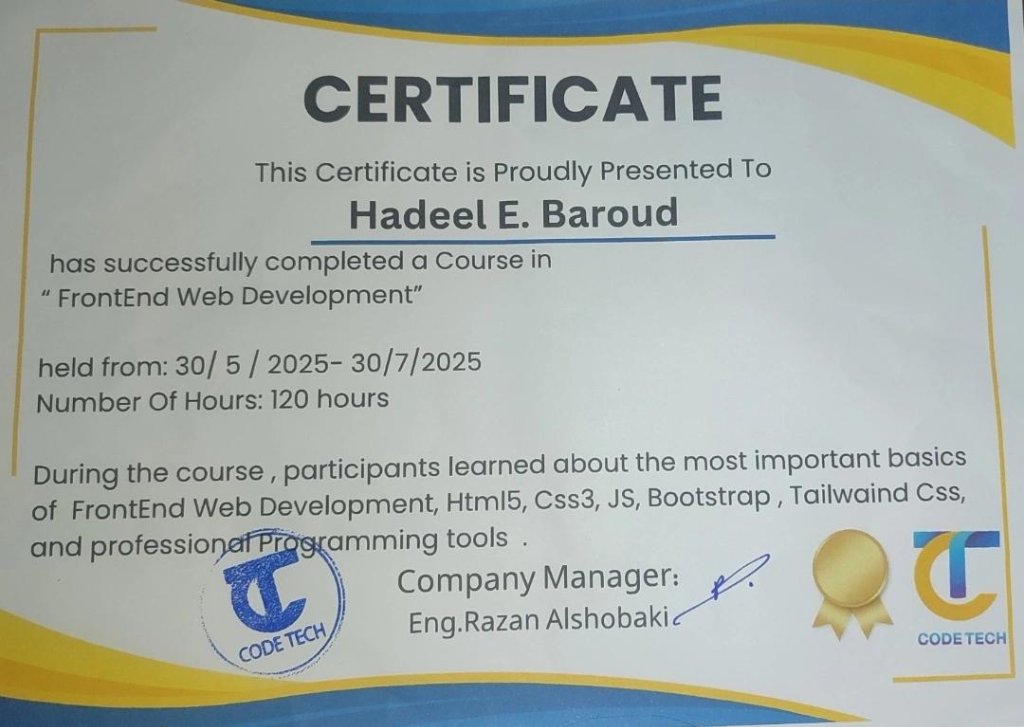 CERTIFICATE
This Certificate is Proudly Presented To
Hadeel E. Baroud
has successfully completed a Course in
“ FrontEnd Web Development”
held from: 30/ 5 / 2025- 30/7/2025
Number Of Hours: 120 hours
During the course , participants learned about the most important basics
of FrontEnd Web Development, Html5, Css3, JS, Bootstrap , Tailwaind Css,
and professional Programming tools .
CODE TECH
Company Manager:
Eng.Razan Alshobaki
CODE TECH